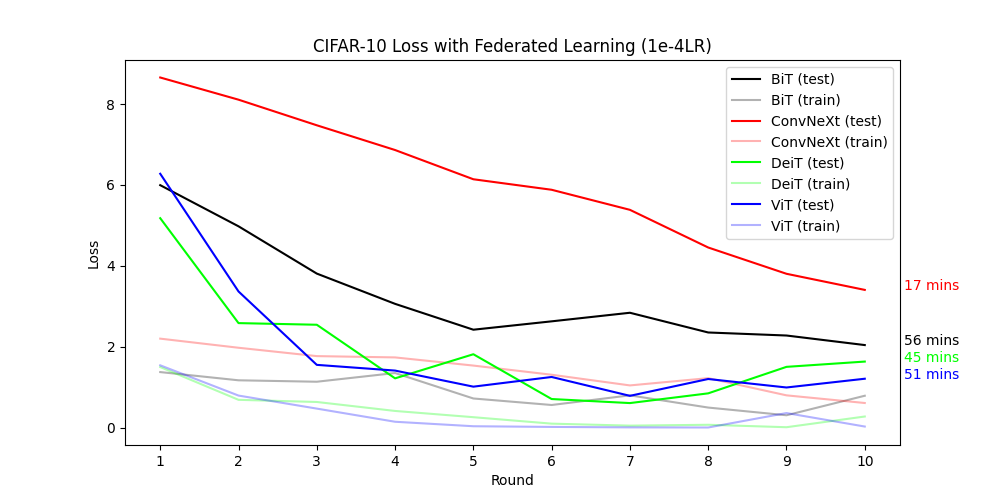 CIFAR-10 Loss with Federated Learning (1e-4LR)
BiT (test)
BiT (train)
ConvNeXt (test)
ConvNeXt (train)
DeiT (test)
DeiT (train)
ViT (test)
ViT (train)
Loss
8
6
4
2
0
17 mins
56 mins
45 mins
51 mins
1 2 3 4 5 6 7 8 9 10
Round